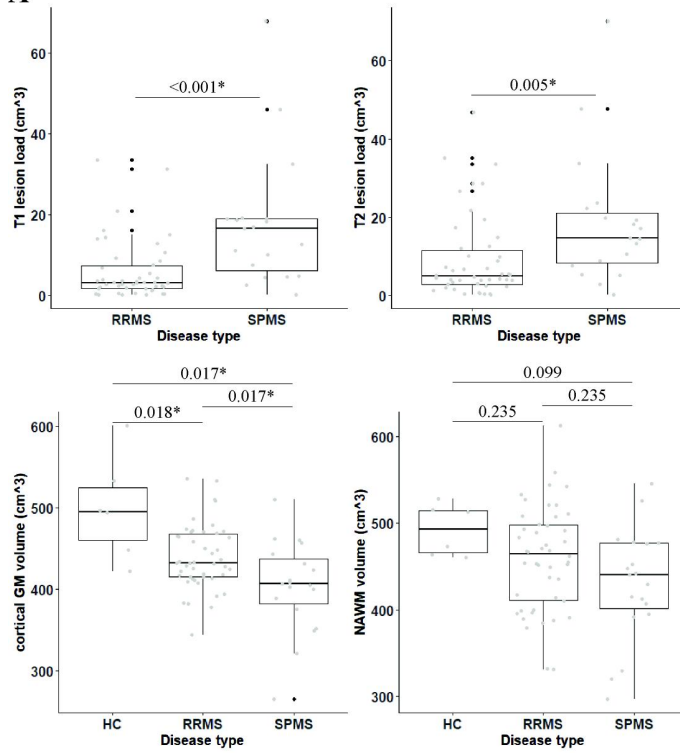 A
<0.001*
T1 lesion load (cm^3)
60
40
20
0
RRMS SPMS
Disease type
0.005*
T2 lesion load (cm^3)
60
40
20
0
RRMS SPMS
Disease type
0.017*
0.018* 0.017*
cortical GM volume (cm^3)
600
500
400
300
HC RRMS SPMS
Disease type
0.099
0.235 0.235
NAWM volume (cm^3)
600
500
400
300
HC RRMS SPMS
Disease type